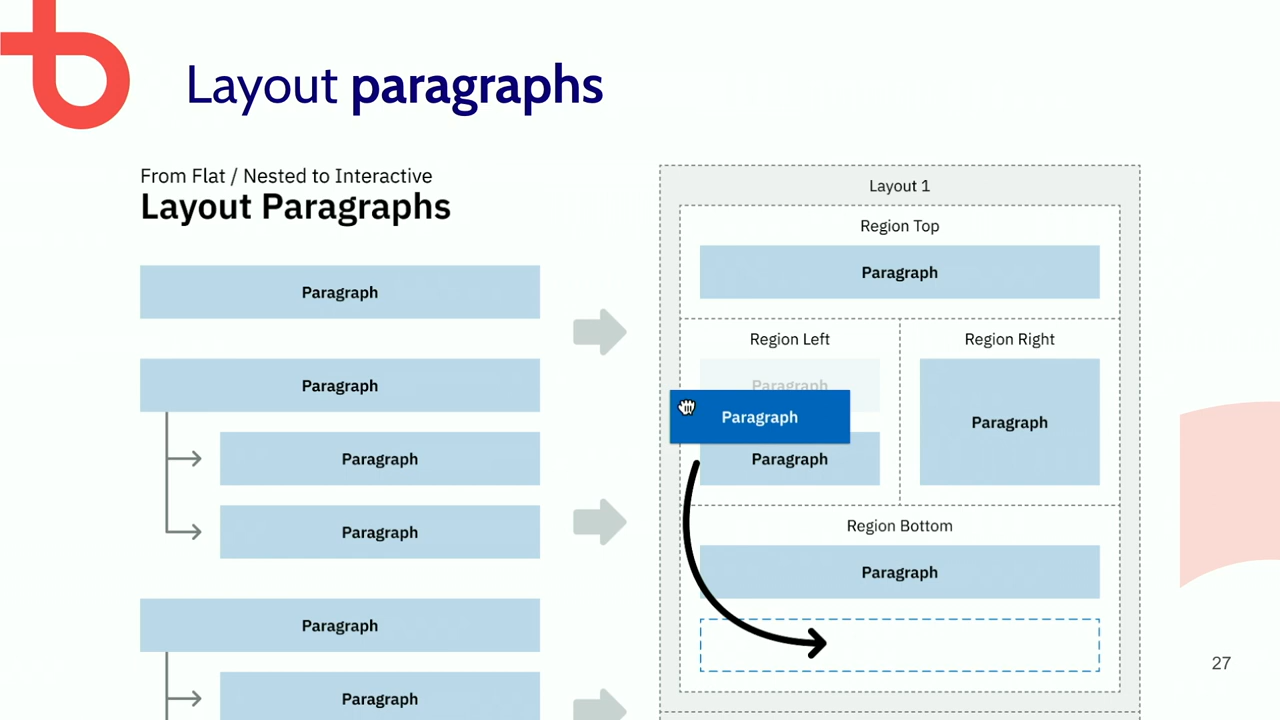 Layout paragraphs
From Flat / Nested to Interactive
Layout Paragraphs
Paragraph
Paragraph
Paragraph
Paragraph
Paragraph
Paragraph
Layout 1
Region Top
Paragraph
Region Left
Paragraph
Paragraph
Paragraph
Region Right
Paragraph
Region Bottom
Paragraph
27